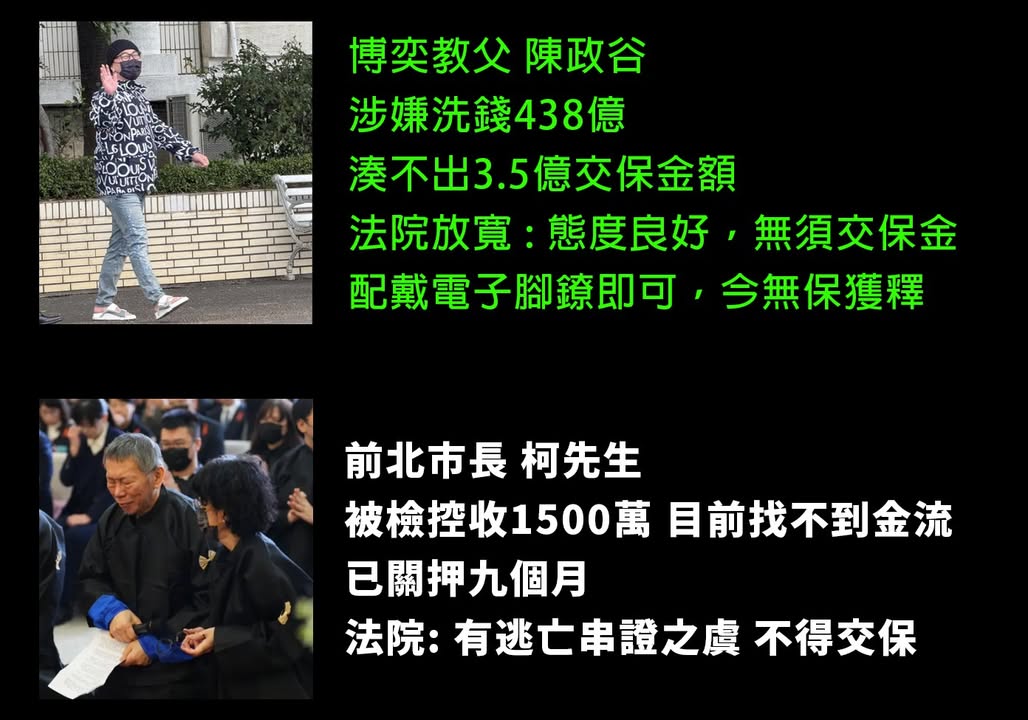 博奕教父 陳政谷
涉嫌洗錢438億
湊不出3.5億交保金額
法院放寬：態度良好，無須交保金
配戴電子腳鐐即可，今無保獲釋
前北市長 柯先生
被檢控收1500萬 目前找不到金流
已關押九個月
法院: 有逃亡串證之虞 不得交保